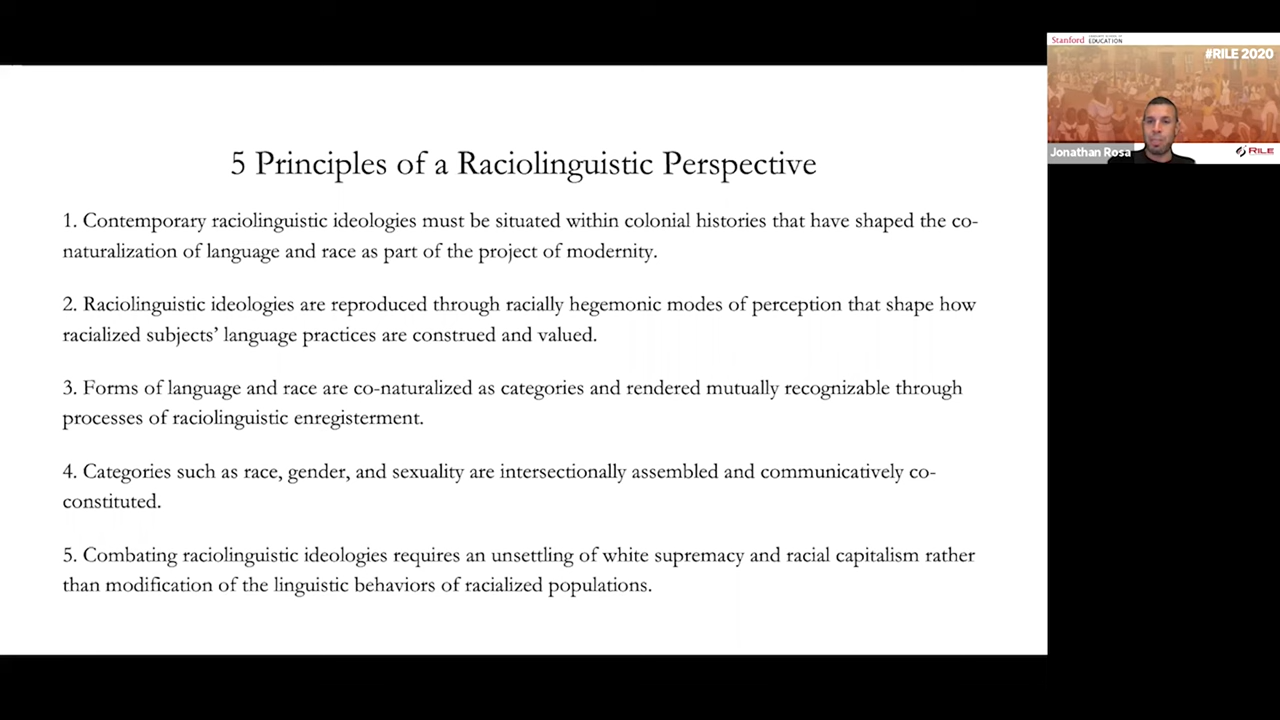 5 Principles of a Raciolinguistic Perspective
1. Contemporary raciolinguistic ideologies must be situated within colonial histories that have shaped the co-
naturalization of language and race as part of the project of modernity.
2. Raciolinguistic ideologies are reproduced through racially hegemonic modes of perception that shape how
racialized subjects’ language practices are construed and valued.
3. Forms of language and race are co-naturalized as categories and rendered mutually recognizable through
processes of raciolinguistic enregisterment.
4. Categories such as race, gender, and sexuality are intersectionally assembled and communicatively co-
constituted.
5. Combating raciolinguistic ideologies requires an unsettling of white supremacy and racial capitalism rather
than modification of the linguistic behaviors of racialized populations.
Stanford EDUCATION
#RILE 2020
Jonathan Rosa
RILE